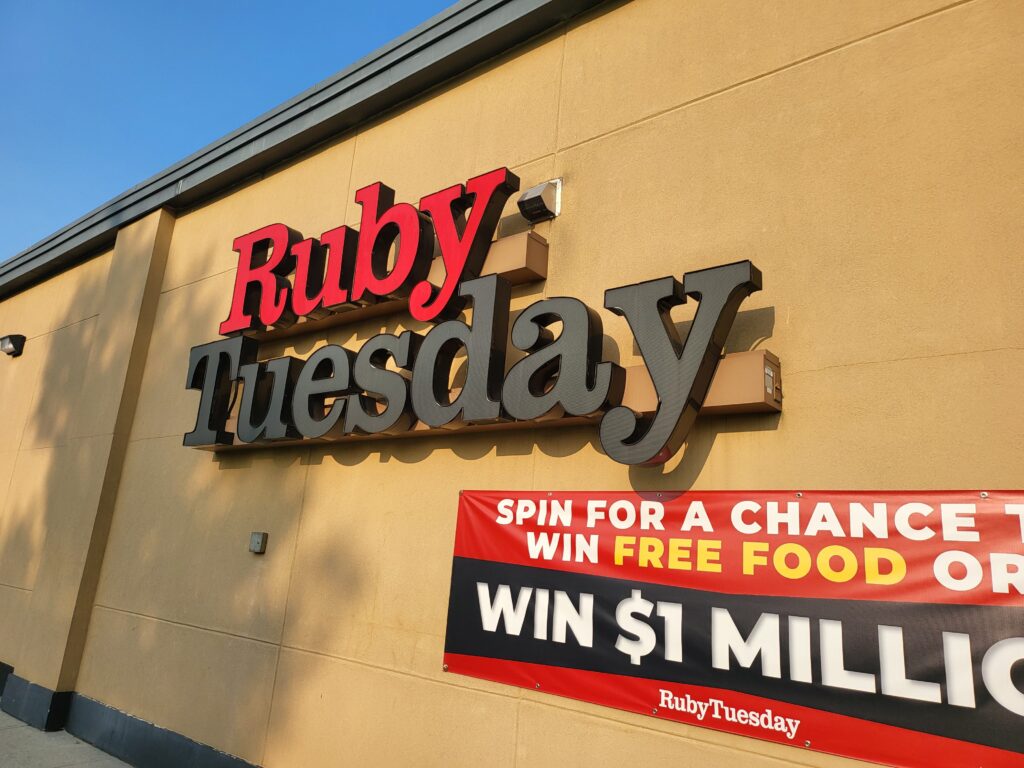 Ruby
Tuesday
SPIN FOR A CHANCE
WIN FREE FOOD OR
WIN $1
RubyTuesday